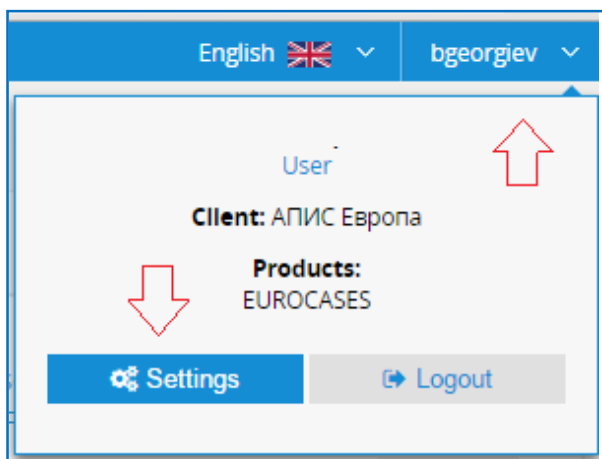 English bgeorgiev
User
Client: АПИС Европа
Products:
EUROCASES
Settings Logout